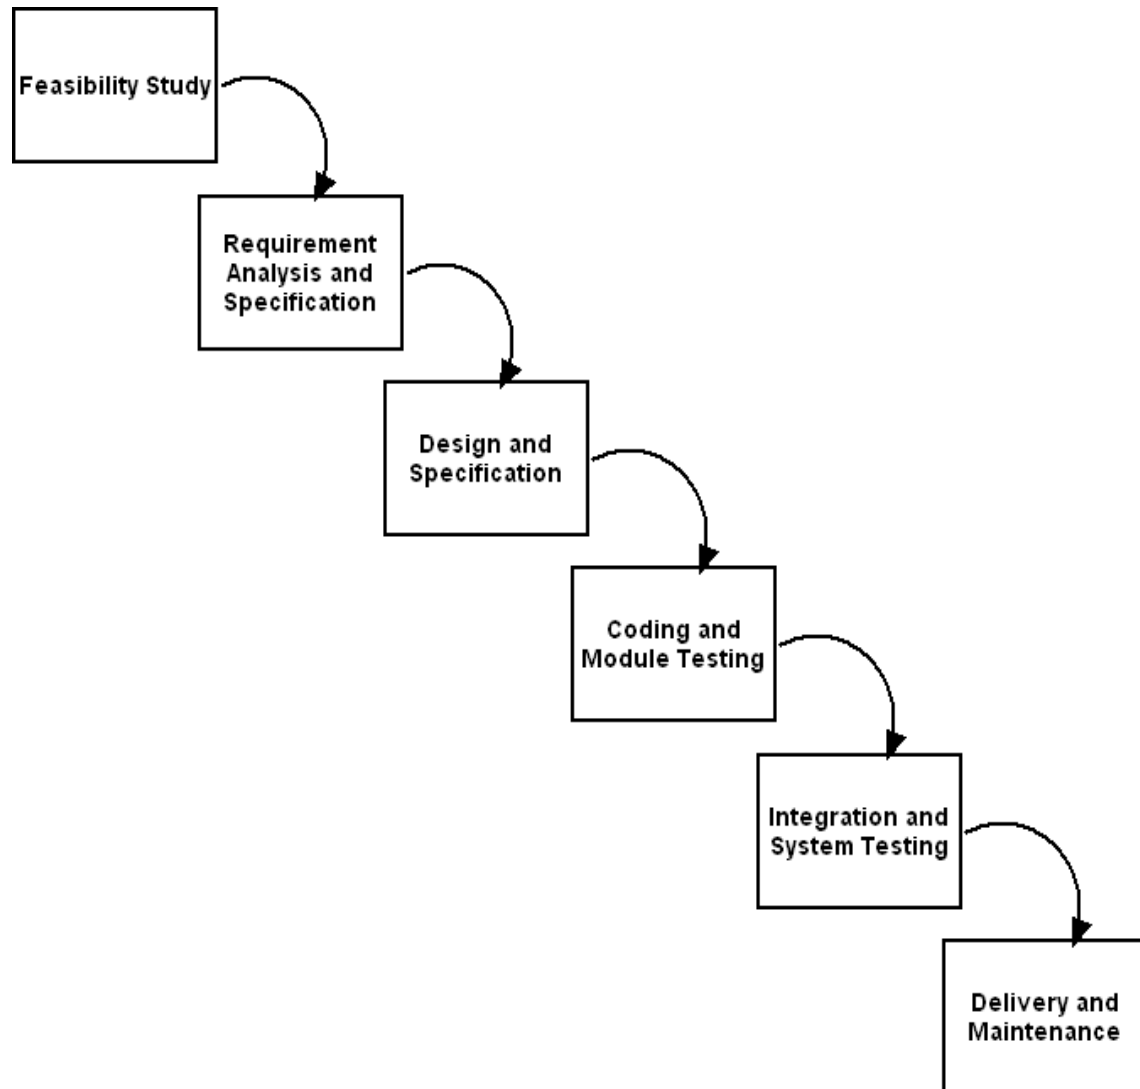 Feasibility Study
Requirement
Analysis and
Specification
Design and
Specification
Coding and
Module Testing
Integration and
System Testing
Delivery and
Maintenance